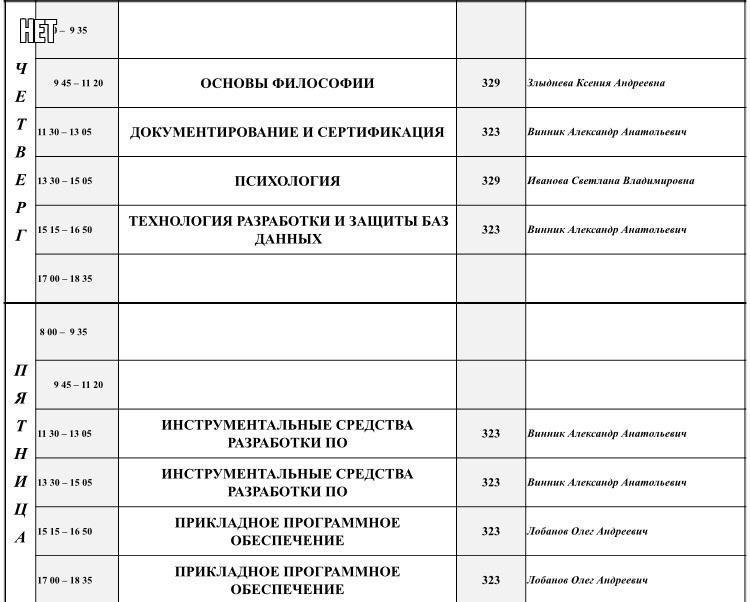 НЕТ
– 9 35
ЧЕТВЕРГ
9 45 – 11 20 ОСНОВЫ ФИЛОСОФИИ 329 Злыднева Ксения Андреевна
11 30 – 13 05 ДОКУМЕНТИРОВАНИЕ И СЕРТИФИКАЦИЯ 323 Винник Александр Анатольевич
13 30 – 15 05 ПСИХОЛОГИЯ 329 Иванова Светлана Владимировна
15 15 – 16 50 ТЕХНОЛОГИЯ РАЗРАБОТКИ И ЗАЩИТЫ БАЗ
ДАННЫХ 323 Винник Александр Анатольевич
17 00 – 18 35
ПЯТНИЦА
8 00 – 9 35
9 45 – 11 20
11 30 – 13 05 ИНСТРУМЕНТАЛЬНЫЕ СРЕДСТВА
РАЗРАБОТКИ ПО 323 Винник Александр Анатольевич
13 30 – 15 05 ИНСТРУМЕНТАЛЬНЫЕ СРЕДСТВА
РАЗРАБОТКИ ПО 323 Винник Александр Анатольевич
15 15 – 16 50 ПРИКЛАДНОЕ ПРОГРАММНОЕ
ОБЕСПЕЧЕНИЕ 323 Лобанов Олег Андреевич
17 00 – 18 35 ПРИКЛАДНОЕ ПРОГРАММНОЕ
ОБЕСПЕЧЕНИЕ 323 Лобанов Олег Андреевич